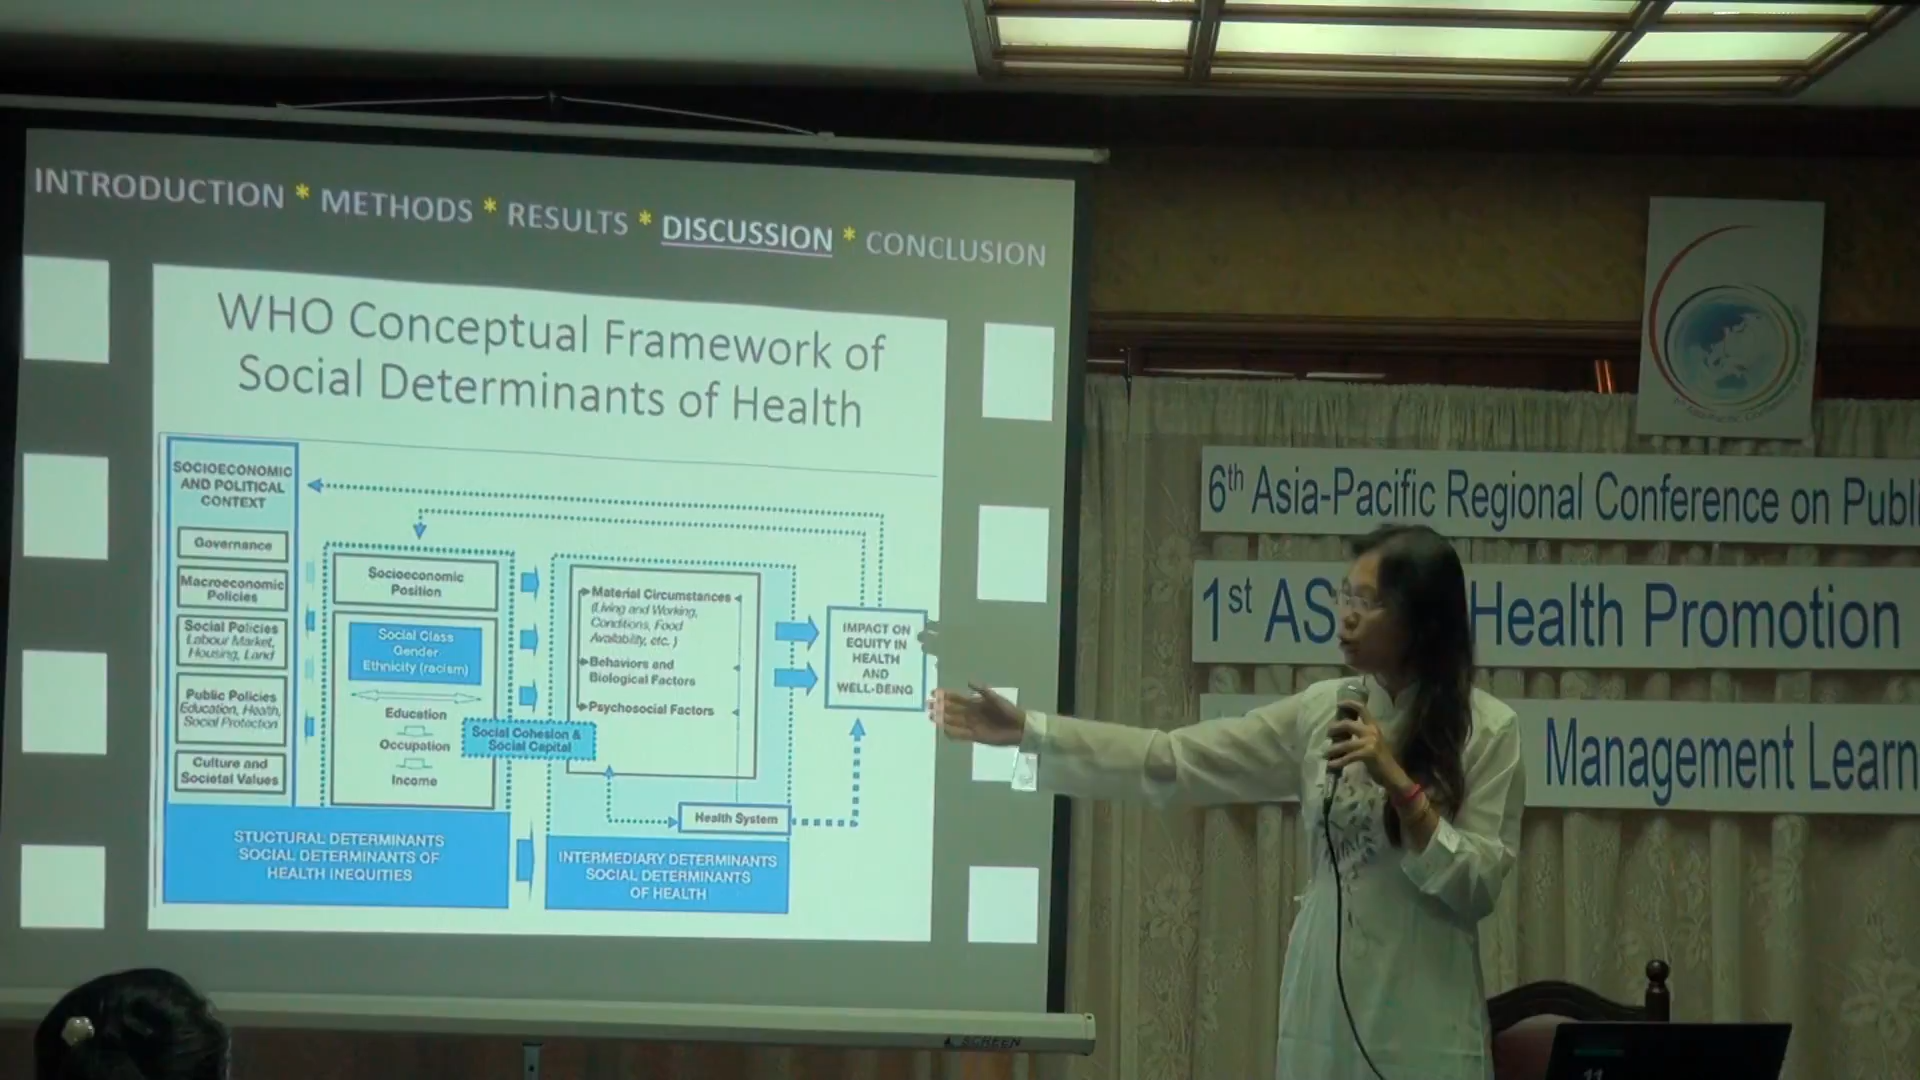 INTRODUCTION * METHODS * RESULTS * DISCUSSION * CONCLUSION
WHO Conceptual Framework of
Social Determinants of Health
SOCIOECONOMIC
AND POLITICAL
CONTEXT
Governance
Macroeconomic
Policies
Social Policies
Labour Market,
Housing, Land
Public Policies
Education, Health,
Social Protection
Culture and
Societal Values
Socioeconomic
Position
Social Class
Gender
Ethnicity (racism)
Education
Occupation
Income
Social Cohesion &
Social Capital
Material Circumstances
(Living and Working,
Conditions, Food
Availability, etc. )
Behaviors and
Biological Factors
Psychosocial Factors
Health System
IMPACT ON
EQUITY IN
HEALTH
AND
WELL-BEING
STUCTURAL DETERMINANTS
SOCIAL DETERMINANTS OF
HEALTH INEQUITIES
INTERMEDIARY DETERMINANTS
SOCIAL DETERMINANTS
OF HEALTH
SCREEN
6th Asia-Pacific Regional Conference on Publi
1st AS Health Promotion
Management Learn
11